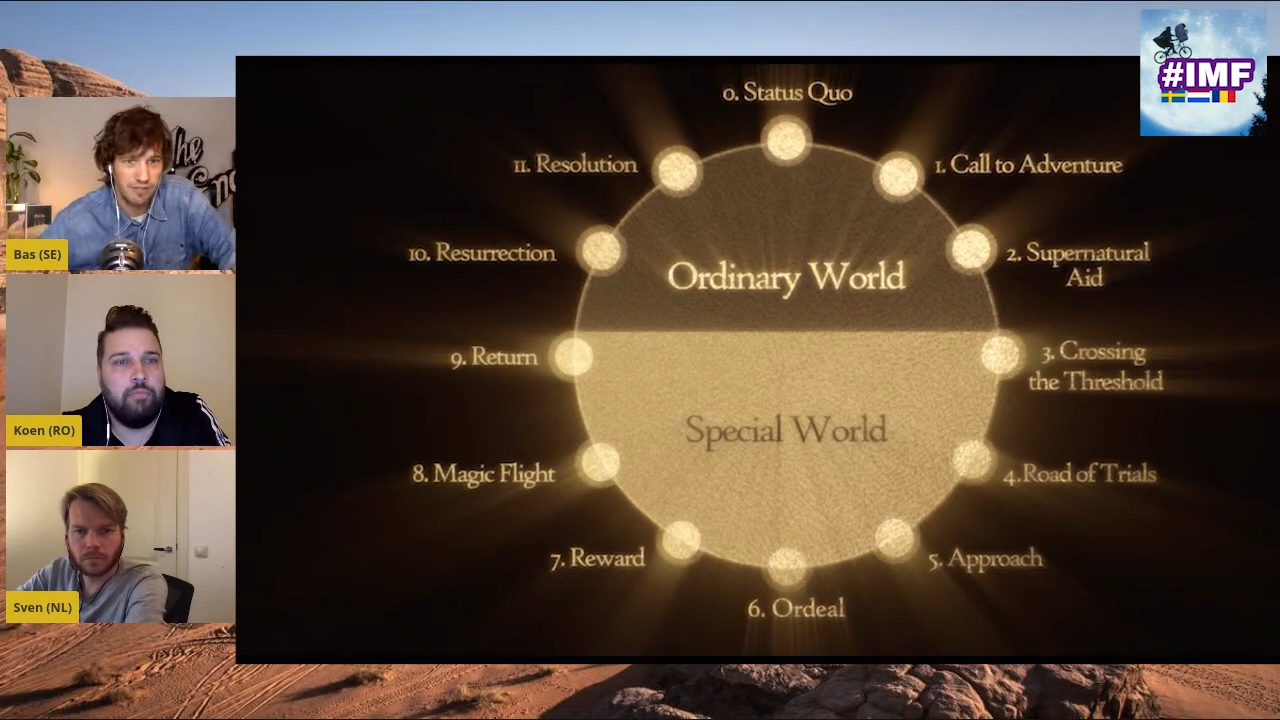 #IMF
0. Status Quo
11. Resolution
1. Call to Adventure
10. Resurrection
2. Supernatural
Aid
Ordinary World
9. Return
3. Crossing
the Threshold
Special World
8. Magic Flight
4.Road of Trials
7. Reward
5. Approach
6. Ordeal
The
Bas (SE)
Koen (RO)
Sven (NL)